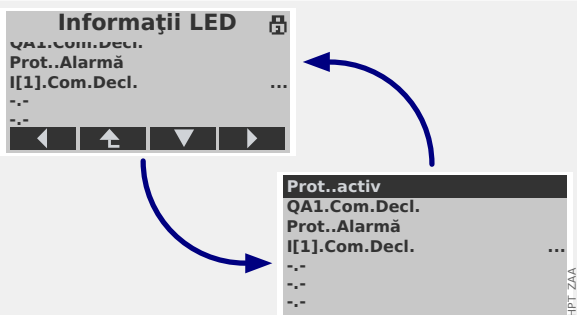 Informaţii LED
QA1.Com.Decl.
Prot..Alarmă
I[1].Com.Decl. ...
-.-
-.-
Prot..activ
QA1.Com.Decl.
Prot..Alarmă
I[1].Com.Decl. ...
-.-
-.-
-.-
HPT_ZAA